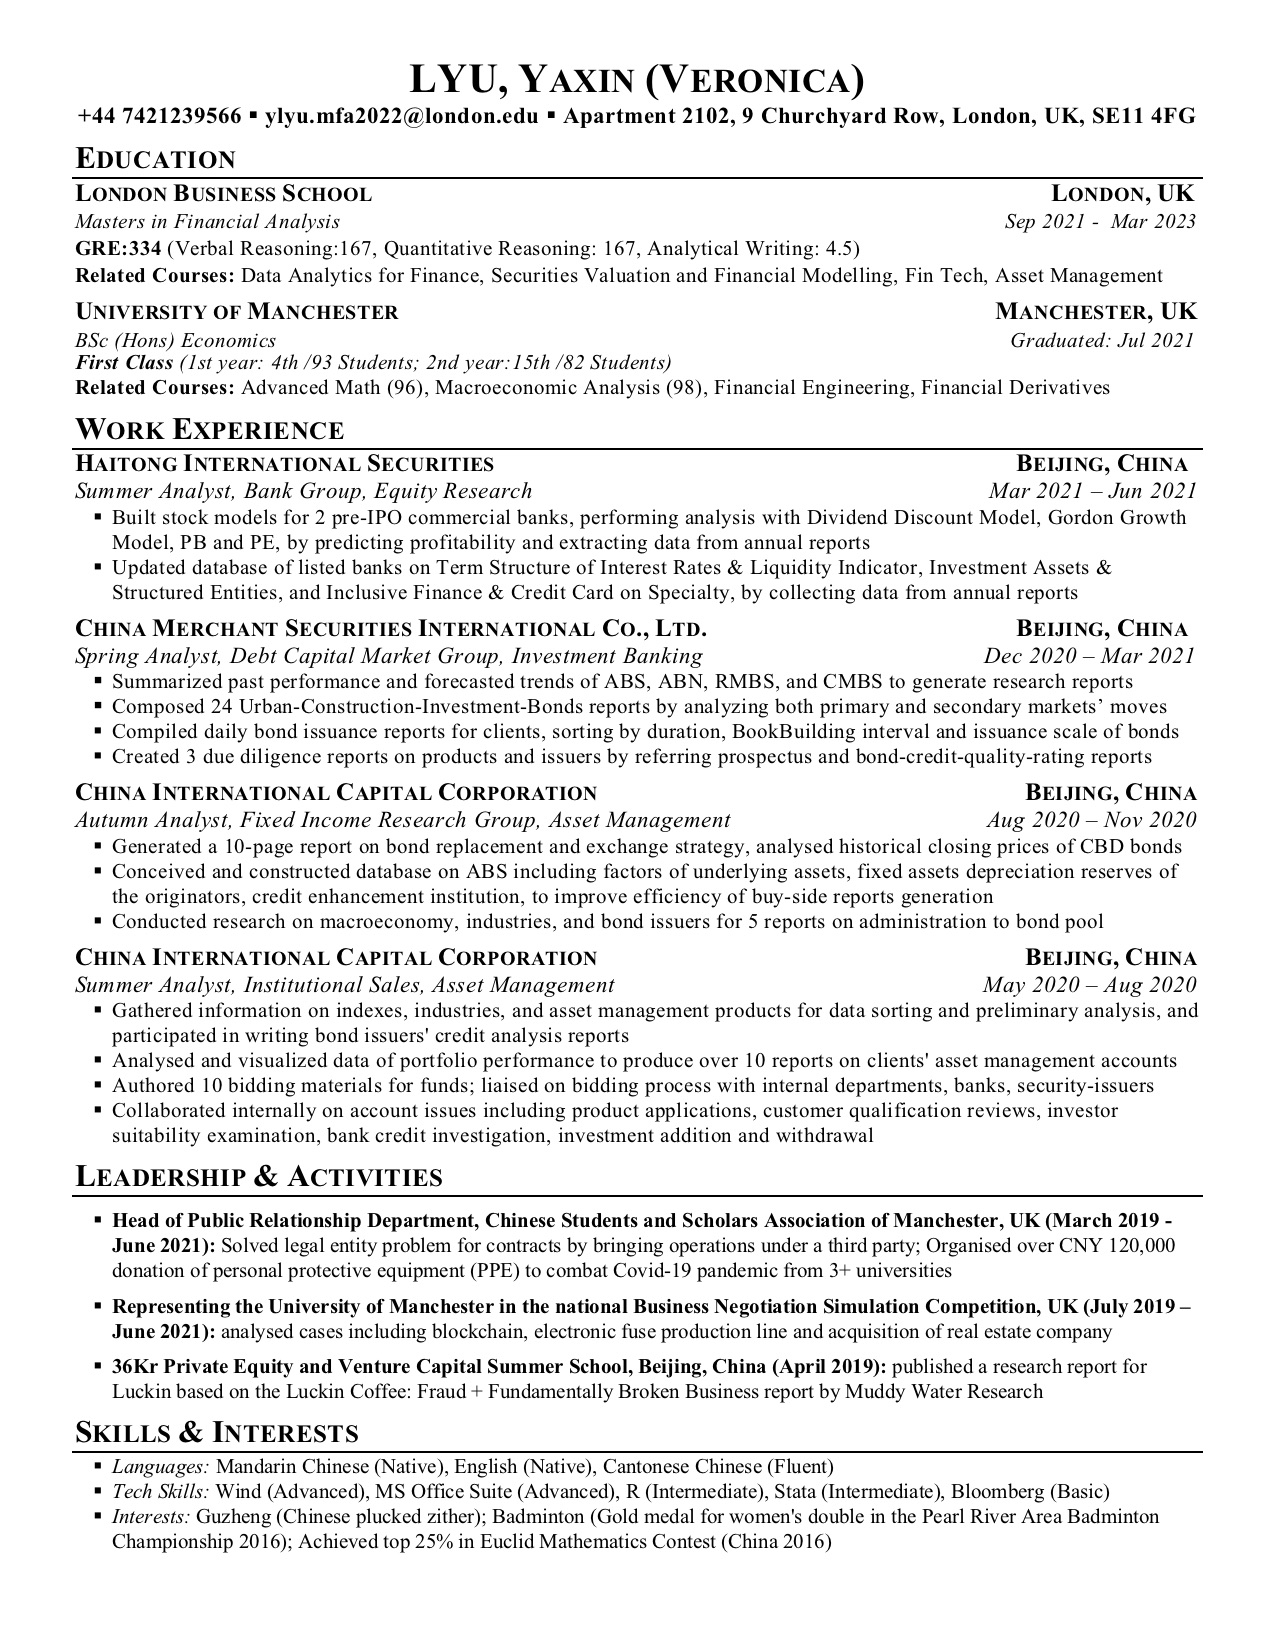 LYU, YAXIN (VERONICA)
+44 7421239566 ▪ ylyu.mfa2022@london.edu ▪ Apartment 2102, 9 Churchyard Row, London, UK, SE11 4FG
EDUCATION
LONDON BUSINESS SCHOOL LONDON, UK
Masters in Financial Analysis Sep 2021 - Mar 2023
GRE:334 (Verbal Reasoning:167, Quantitative Reasoning: 167, Analytical Writing: 4.5)
Related Courses: Data Analytics for Finance, Securities Valuation and Financial Modelling, Fin Tech, Asset Management
UNIVERSITY OF MANCHESTER MANCHESTER, UK
BSc (Hons) Economics Graduated: Jul 2021
First Class (1st year: 4th /93 Students; 2nd year:15th /82 Students)
Related Courses: Advanced Math (96), Macroeconomic Analysis (98), Financial Engineering, Financial Derivatives
WORK EXPERIENCE
HAITONG INTERNATIONAL SECURITIES BEIJING, CHINA
Summer Analyst, Bank Group, Equity Research Mar 2021 – Jun 2021
▪ Built stock models for 2 pre-IPO commercial banks, performing analysis with Dividend Discount Model, Gordon Growth
Model, PB and PE, by predicting profitability and extracting data from annual reports
▪ Updated database of listed banks on Term Structure of Interest Rates & Liquidity Indicator, Investment Assets &
Structured Entities, and Inclusive Finance & Credit Card on Specialty, by collecting data from annual reports
CHINA MERCHANT SECURITIES INTERNATIONAL CO., LTD. BEIJING, CHINA
Spring Analyst, Debt Capital Market Group, Investment Banking Dec 2020 – Mar 2021
▪ Summarized past performance and forecasted trends of ABS, ABN, RMBS, and CMBS to generate research reports
▪ Composed 24 Urban-Construction-Investment-Bonds reports by analyzing both primary and secondary markets’ moves
▪ Compiled daily bond issuance reports for clients, sorting by duration, BookBuilding interval and issuance scale of bonds
▪ Created 3 due diligence reports on products and issuers by referring prospectus and bond-credit-quality-rating reports
CHINA INTERNATIONAL CAPITAL CORPORATION BEIJING, CHINA
Autumn Analyst, Fixed Income Research Group, Asset Management Aug 2020 – Nov 2020
▪ Generated a 10-page report on bond replacement and exchange strategy, analysed historical closing prices of CBD bonds
▪ Conceived and constructed database on ABS including factors of underlying assets, fixed assets depreciation reserves of
the originators, credit enhancement institution, to improve efficiency of buy-side reports generation
▪ Conducted research on macroeconomy, industries, and bond issuers for 5 reports on administration to bond pool
CHINA INTERNATIONAL CAPITAL CORPORATION BEIJING, CHINA
Summer Analyst, Institutional Sales, Asset Management May 2020 – Aug 2020
▪ Gathered information on indexes, industries, and asset management products for data sorting and preliminary analysis, and
participated in writing bond issuers' credit analysis reports
▪ Analysed and visualized data of portfolio performance to produce over 10 reports on clients' asset management accounts
▪ Authored 10 bidding materials for funds; liaised on bidding process with internal departments, banks, security-issuers
▪ Collaborated internally on account issues including product applications, customer qualification reviews, investor
suitability examination, bank credit investigation, investment addition and withdrawal
LEADERSHIP & ACTIVITIES
▪ Head of Public Relationship Department, Chinese Students and Scholars Association of Manchester, UK (March 2019 -
June 2021): Solved legal entity problem for contracts by bringing operations under a third party; Organised over CNY 120,000
donation of personal protective equipment (PPE) to combat Covid-19 pandemic from 3+ universities
▪ Representing the University of Manchester in the national Business Negotiation Simulation Competition, UK (July 2019 –
June 2021): analysed cases including blockchain, electronic fuse production line and acquisition of real estate company
▪ 36Kr Private Equity and Venture Capital Summer School, Beijing, China (April 2019): published a research report for
Luckin based on the Luckin Coffee: Fraud + Fundamentally Broken Business report by Muddy Water Research
SKILLS & INTERESTS
▪ Languages: Mandarin Chinese (Native), English (Native), Cantonese Chinese (Fluent)
▪ Tech Skills: Wind (Advanced), MS Office Suite (Advanced), R (Intermediate), Stata (Intermediate), Bloomberg (Basic)
▪ Interests: Guzheng (Chinese plucked zither); Badminton (Gold medal for women's double in the Pearl River Area Badminton
Championship 2016); Achieved top 25% in Euclid Mathematics Contest (China 2016)